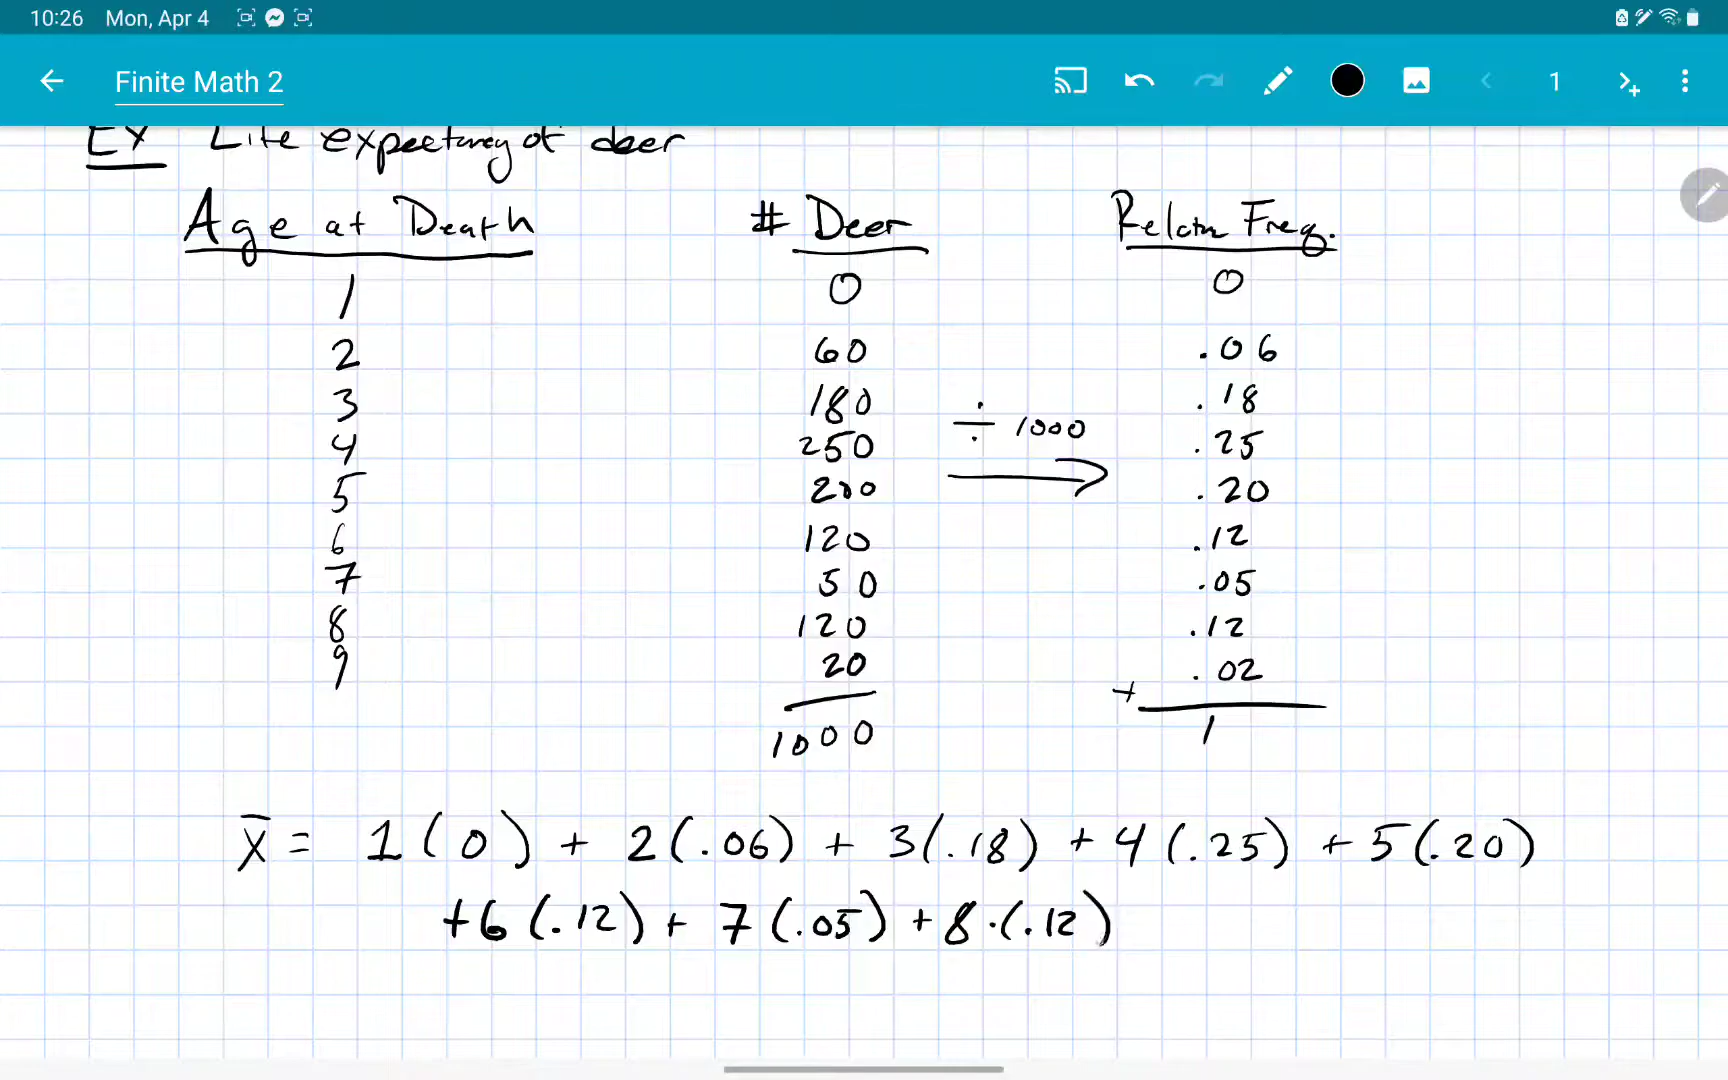 10:26 Mon, Apr 4
Finite Math 2
1
EX Life expectancy of deer
Age at Death # Deer Relative Freq.
1 0 0
2 60 .06
3 180 .18
4 250 .25
÷ 1000
5 200 .20
6 120 .12
7 50 .05
8 120 .12
9 20 + .02
1000 1
x̄ = 1(0) + 2(.06) + 3(.18) + 4(.25) + 5(.20)
+6(.12) + 7(.05) + 8·(.12)